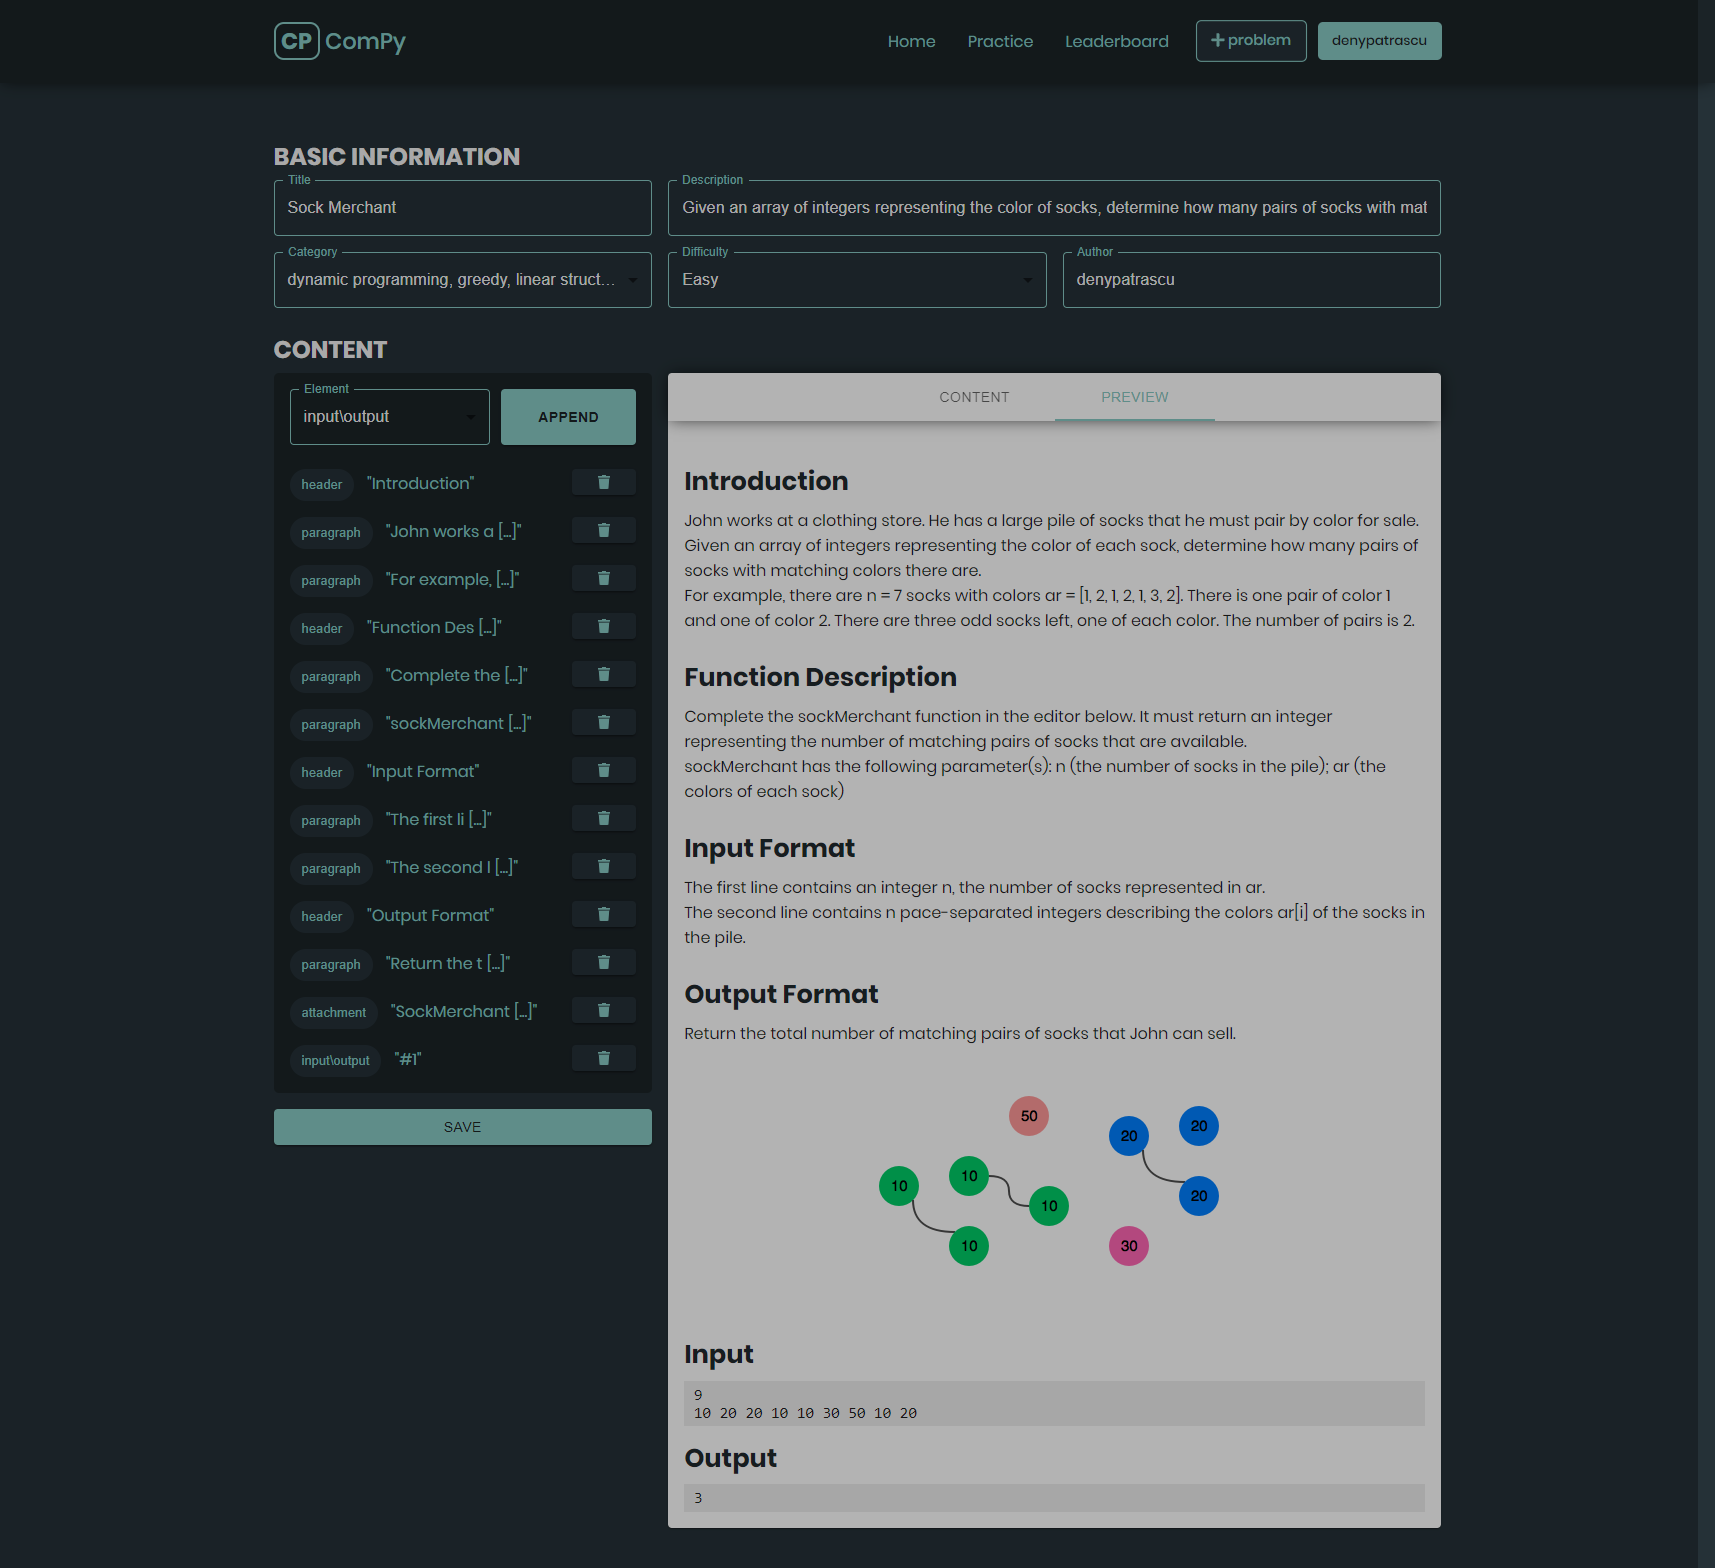 CP ComPy
Home
Practice
Leaderboard
+ problem
denypatrascu
BASIC INFORMATION
Title
Sock Merchant
Description
Given an array of integers representing the color of socks, determine how many pairs of socks with mat
Category
dynamic programming, greedy, linear struct...
Difficulty
Easy
Author
denypatrascu
CONTENT
Element
input\output
APPEND
header "Introduction"
paragraph "John works a [...]"
paragraph "For example, [...]"
header "Function Des [...]"
paragraph "Complete the [...]"
paragraph "sockMerchant [...]"
header "Input Format"
paragraph "The first li [...]"
paragraph "The second l [...]"
header "Output Format"
paragraph "Return the t [...]"
attachment "SockMerchant [...]"
input\output "#1"
SAVE
CONTENT
PREVIEW
Introduction
John works at a clothing store. He has a large pile of socks that he must pair by color for sale.
Given an array of integers representing the color of each sock, determine how many pairs of
socks with matching colors there are.
For example, there are n = 7 socks with colors ar = [1, 2, 1, 2, 1, 3, 2]. There is one pair of color 1
and one of color 2. There are three odd socks left, one of each color. The number of pairs is 2.
Function Description
Complete the sockMerchant function in the editor below. It must return an integer
representing the number of matching pairs of socks that are available.
sockMerchant has the following parameter(s): n (the number of socks in the pile); ar (the
colors of each sock)
Input Format
The first line contains an integer n, the number of socks represented in ar.
The second line contains n pace-separated integers describing the colors ar[i] of the socks in
the pile.
Output Format
Return the total number of matching pairs of socks that John can sell.
50
20
20
10
10
20
10
10
30
Input
9
10 20 20 10 10 30 50 10 20
Output
3